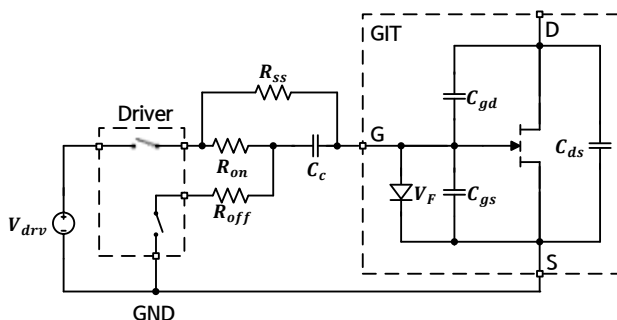 GIT
D
R_ss
Driver
C_gd
G
R_on
C_c
C_ds
V_drv
R_off
V_F
C_gs
S
GND